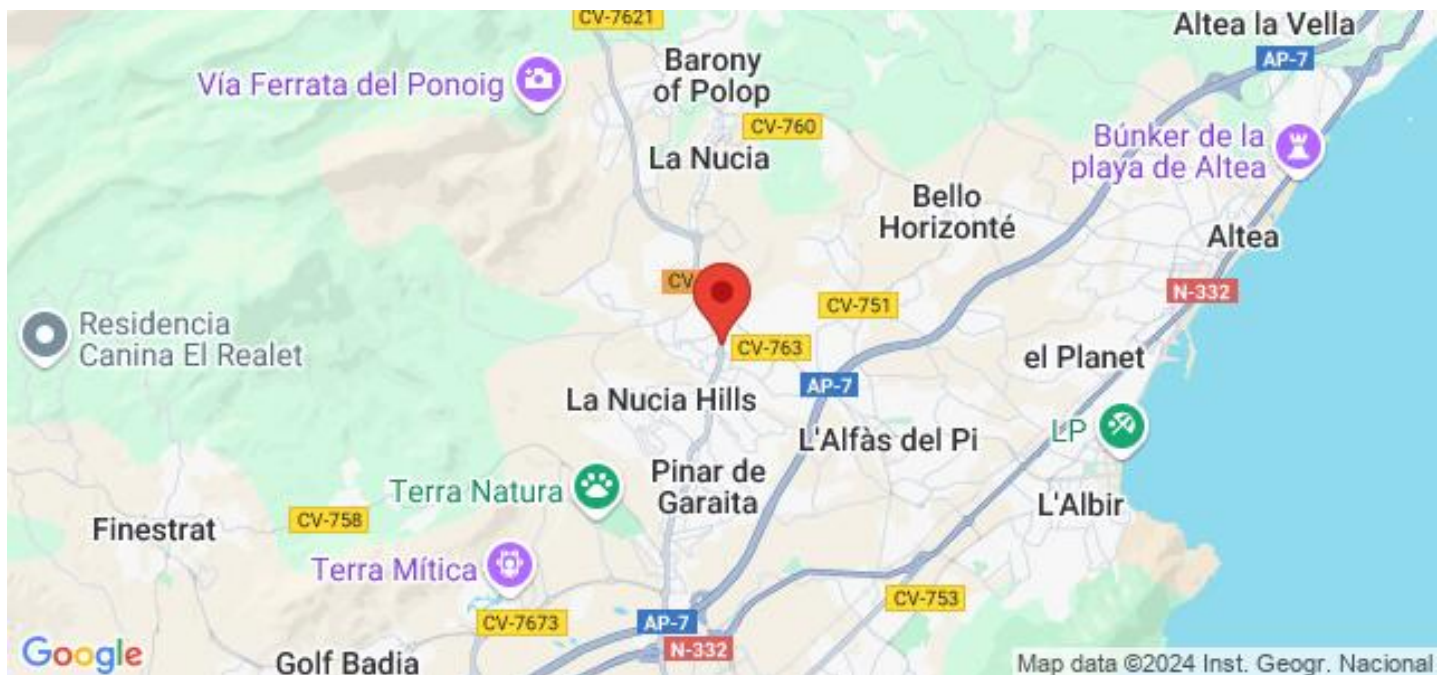 CV-7621
Altea la Vella
AP-7
Barony
of Polop
Vía Ferrata del Ponoig
CV-760
La Nucia
Búnker de la
playa de Altea
Bello
Horizonté
Altea
CV
N-332
CV-751
Residencia
Canina El Realet
CV-763
el Planet
AP-7
La Nucia Hills
LP
L'Alfàs del Pi
Pinar de
Garaita
Terra Natura
L'Albir
CV-758
Finestrat
Terra Mítica
CV-753
CV-7673
AP-7
N-332
Google
Golf Badia
Map data ©2024 Inst. Geogr. Nacional